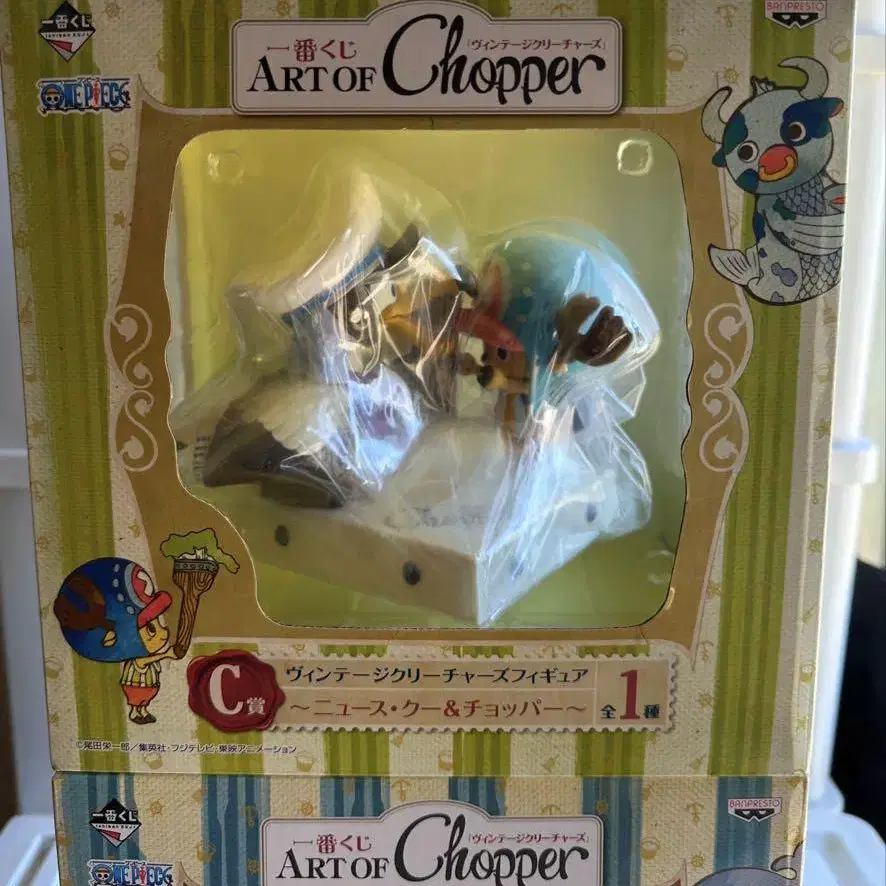 一番くじ
ICHIBAN KUJI
ONE PIECE
一番くじ「ヴィンテージクリーチャーズ」
ART OF Chopper
BANPRESTO
C賞
ヴィンテージクリーチャーズフィギュア
～ニュース・クー&チョッパー～
全1種
©尾田栄一郎/集英社・フジテレビ・東映アニメーション
一番くじ
ICHIBAN KUJI
ONE PIECE
一番くじ「ヴィンテージクリーチャーズ」
ART OF Chopper
BANPRESTO